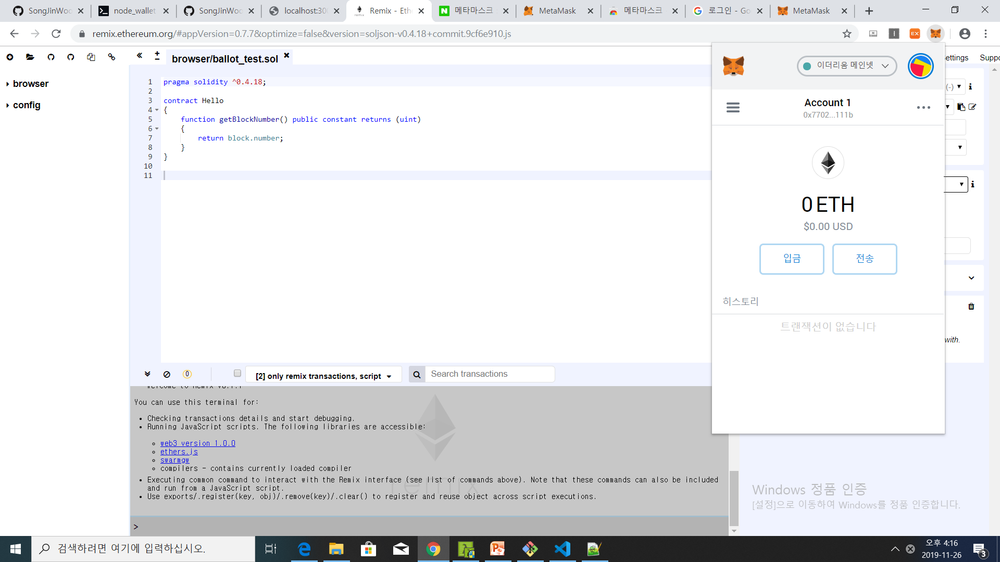 SongJinWoo
node_wallet
SongJinWoo
localhost:300
Remix - Ethe
메타마스크
MetaMask
메타마스크
로그인 - Go
MetaMask
remix.ethereum.org/#appVersion=0.7.7&optimize=false&version=soljson-v0.4.18+commit.9cf6e910.js
browser
config
browser/ballot_test.sol
1 pragma solidity ^0.4.18;
2
3 contract Hello
4 {
5 function getBlockNumber() public constant returns (uint)
6 {
7 return block.number;
8 }
9 }
10
11
이더리움 메인넷
Account 1
0x7702...111b
0 ETH
$0.00 USD
입금
전송
히스토리
트랜잭션이 없습니다
ettings Suppo
(-)
with.
0
[2] only remix transactions, script
Search transactions
Welcome to Remix v0.7.7
You can use this terminal for:
• Checking transactions details and start debugging.
• Running JavaScript scripts. The following libraries are accessible:
web3 version 1.0.0
ethers.js
swarmgw
compilers - contains currently loaded compiler
• Executing common command to interact with the Remix interface (see list of commands above). Note that these commands can also be included
and run from a JavaScript script.
• Use exports/.register(key, obj)/.remove(key)/.clear() to register and reuse object across script executions.
remix
>
Windows 정품 인증
[설정]으로 이동하여 Windows를 정품 인증합니다.
검색하려면 여기에 입력하십시오.
오후 4:16
2019-11-26
3